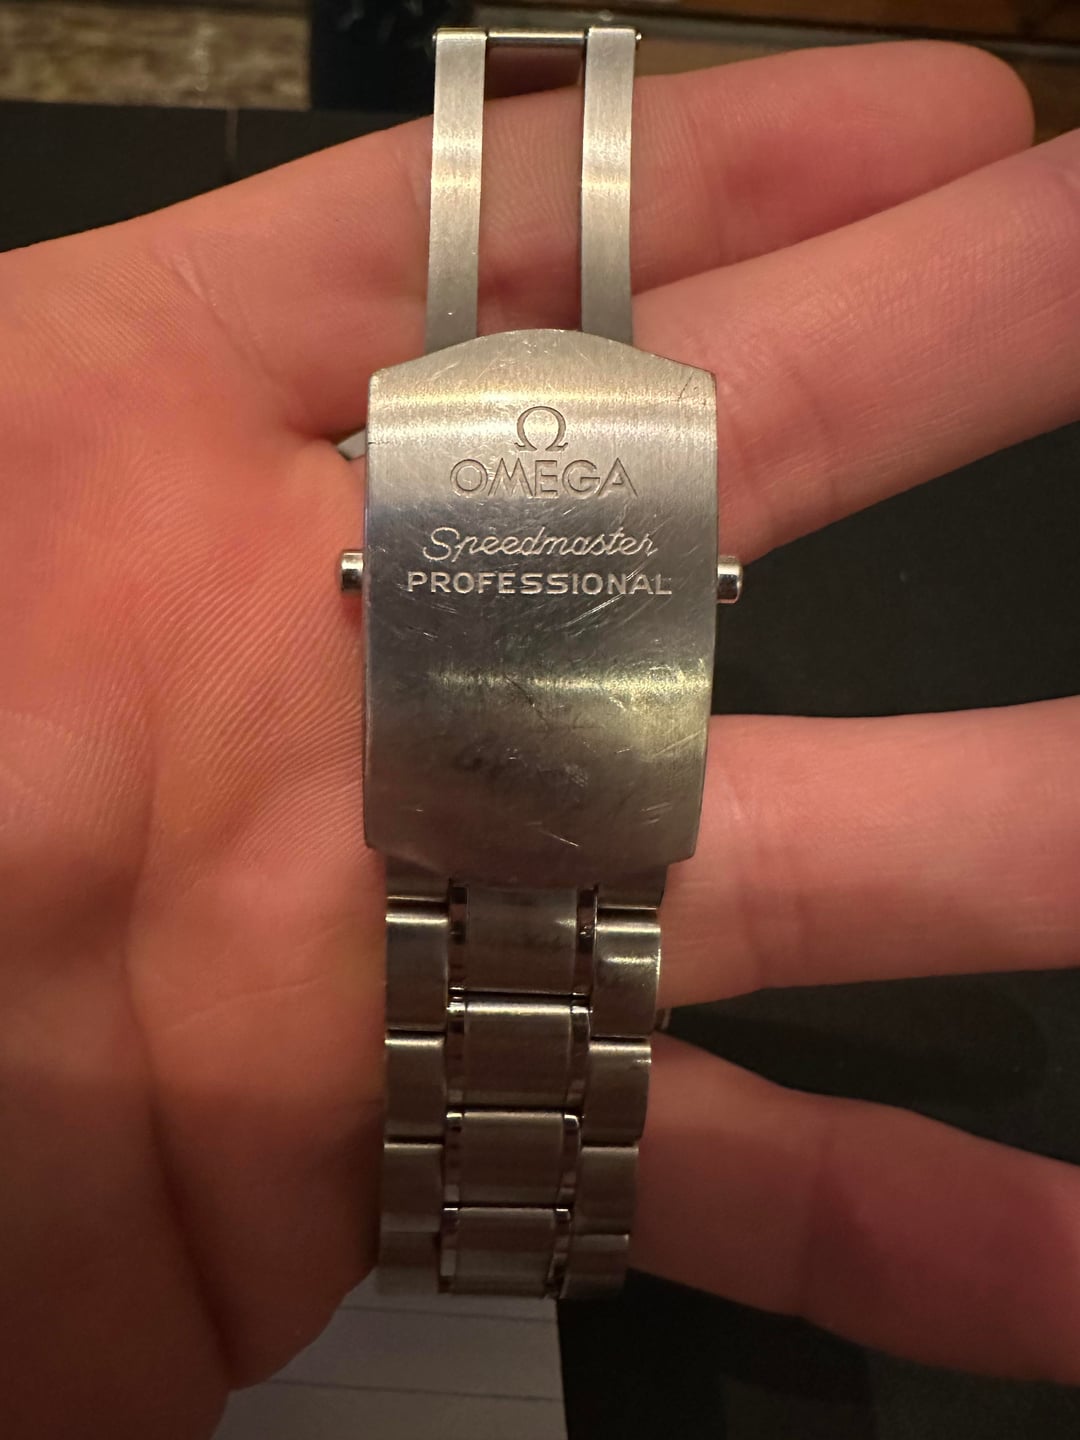 Ω
OMEGA
Speedmaster
PROFESSIONAL